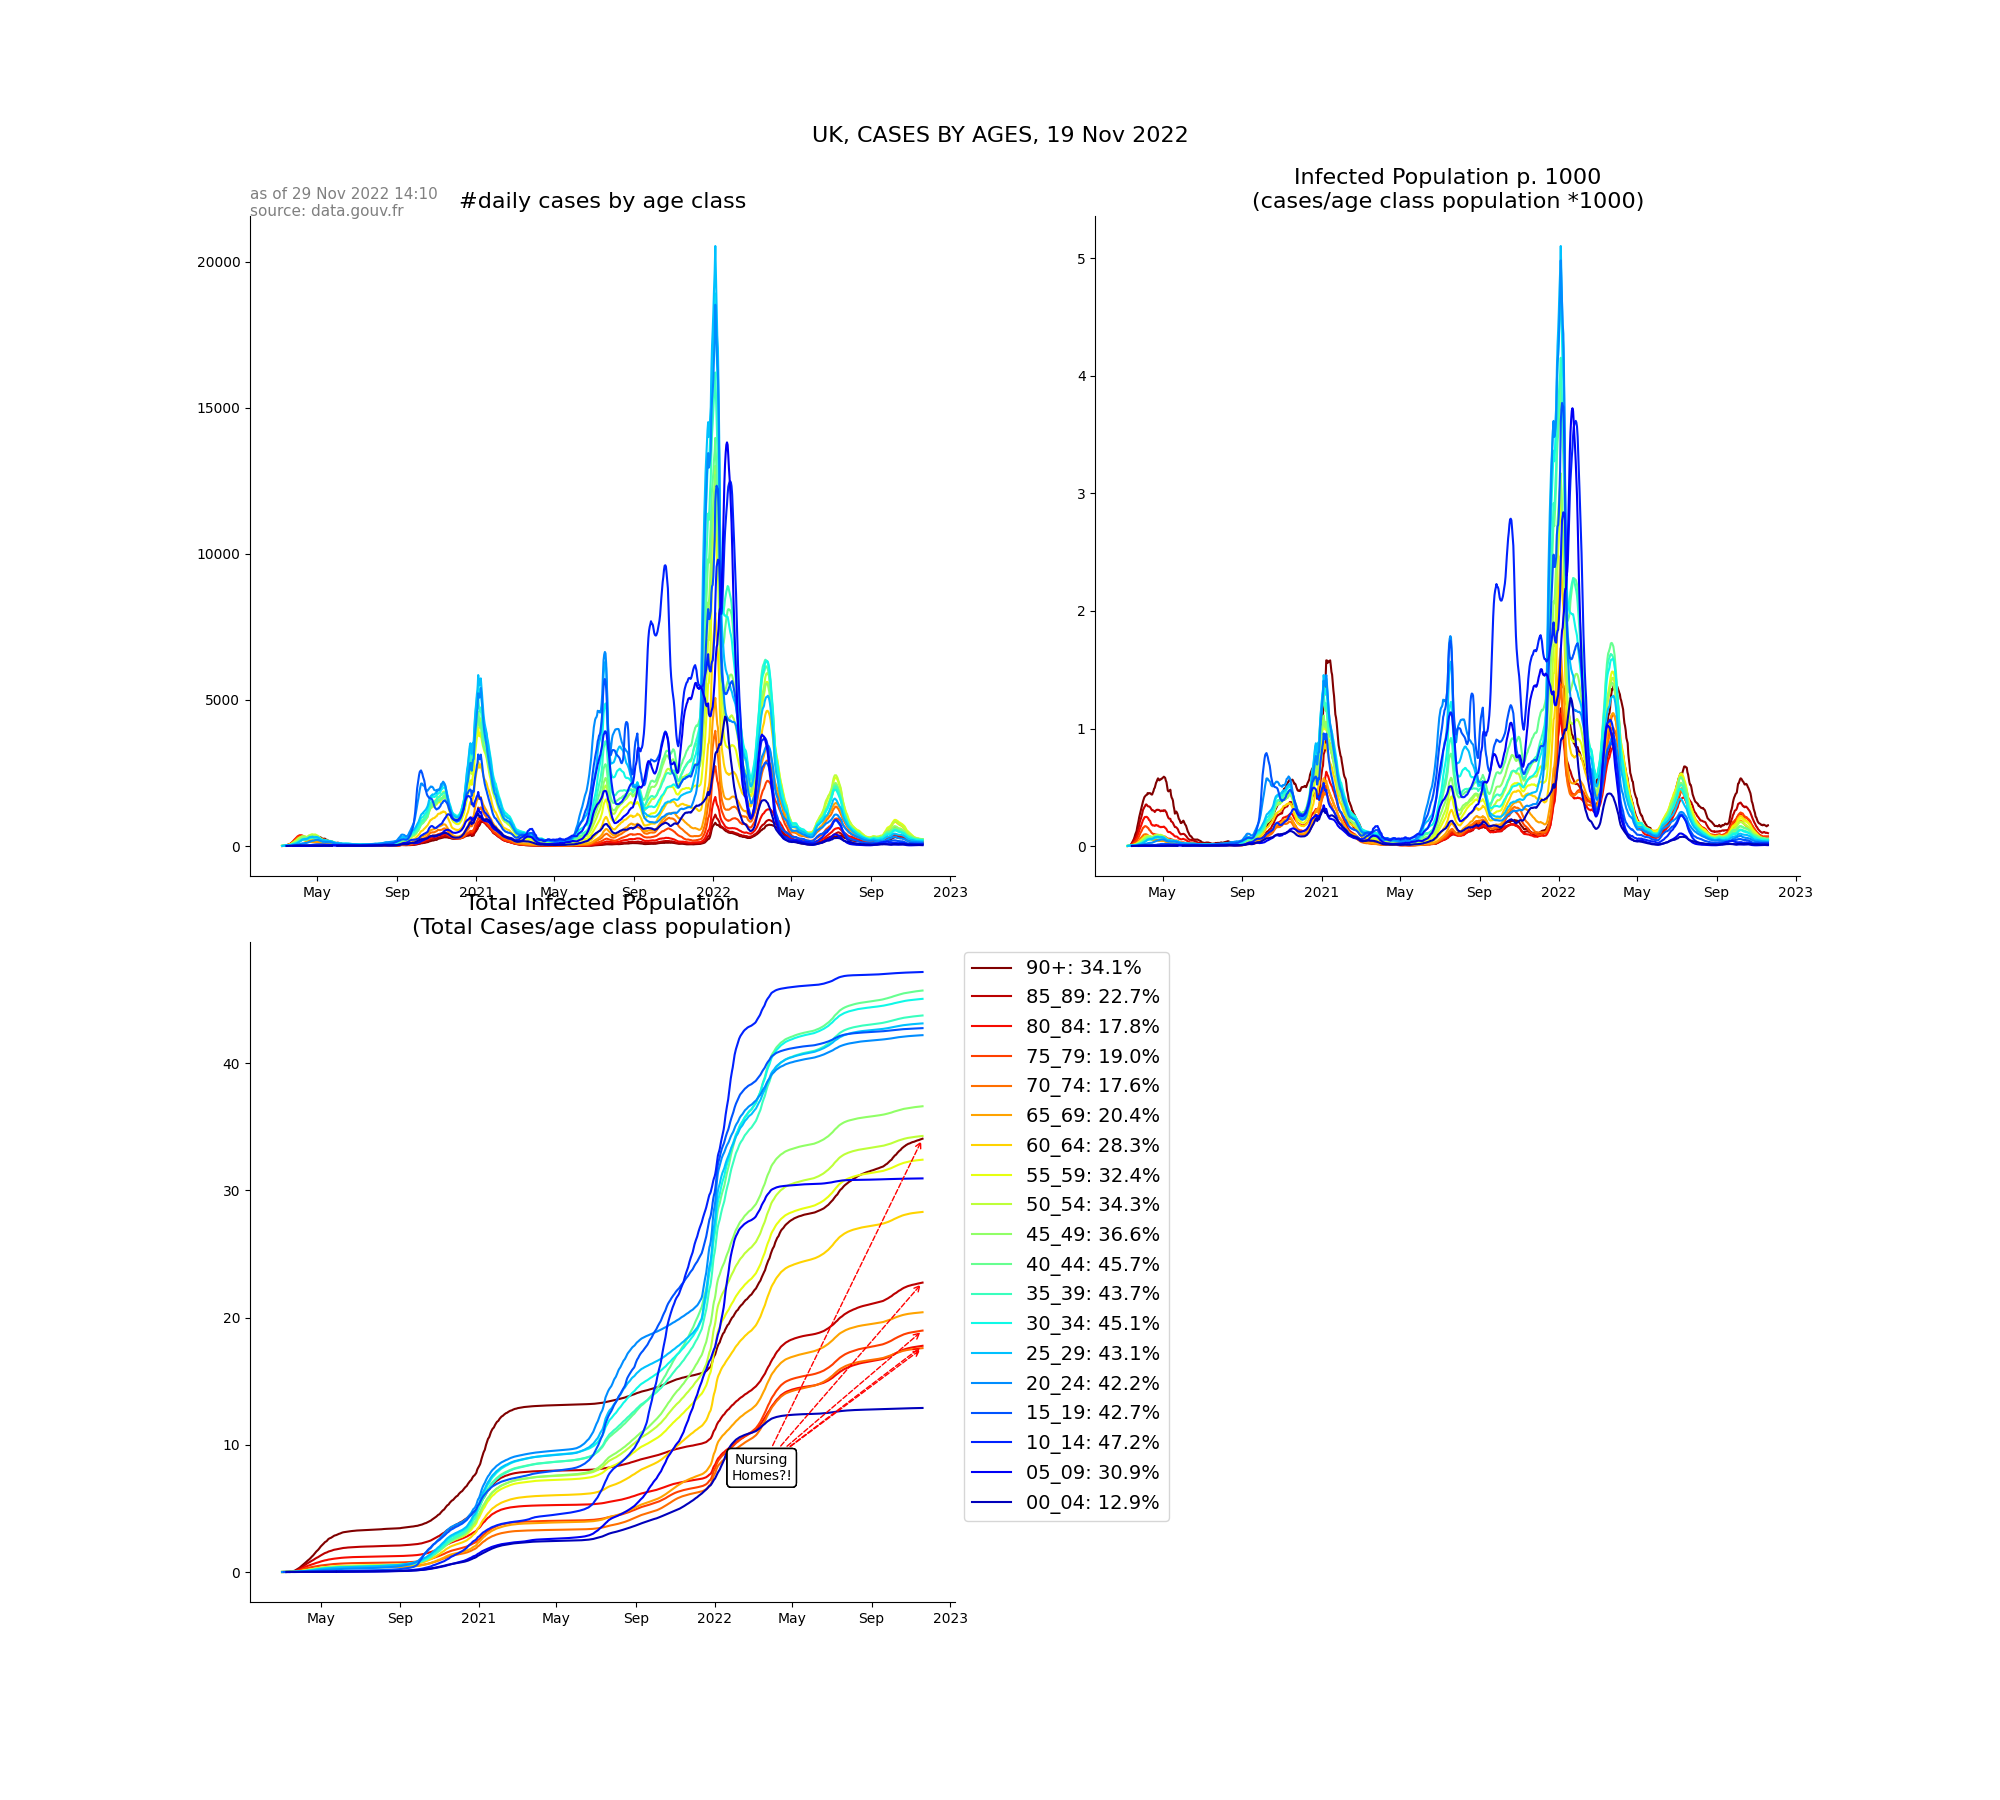 UK, CASES BY AGES, 19 Nov 2022
as of 29 Nov 2022 14:10
source: data.gouv.fr
#daily cases by age class
20000
15000
10000
5000
0
May Sep 2021 May Sep 2022 May Sep 2023
Infected Population p. 1000
(cases/age class population *1000)
5
4
3
2
1
0
May Sep 2021 May Sep 2022 May Sep 2023
Total Infected Population
(Total Cases/age class population)
40
30
20
10
0
Nursing
Homes?!
May Sep 2021 May Sep 2022 May Sep 2023
90+: 34.1%
85_89: 22.7%
80_84: 17.8%
75_79: 19.0%
70_74: 17.6%
65_69: 20.4%
60_64: 28.3%
55_59: 32.4%
50_54: 34.3%
45_49: 36.6%
40_44: 45.7%
35_39: 43.7%
30_34: 45.1%
25_29: 43.1%
20_24: 42.2%
15_19: 42.7%
10_14: 47.2%
05_09: 30.9%
00_04: 12.9%